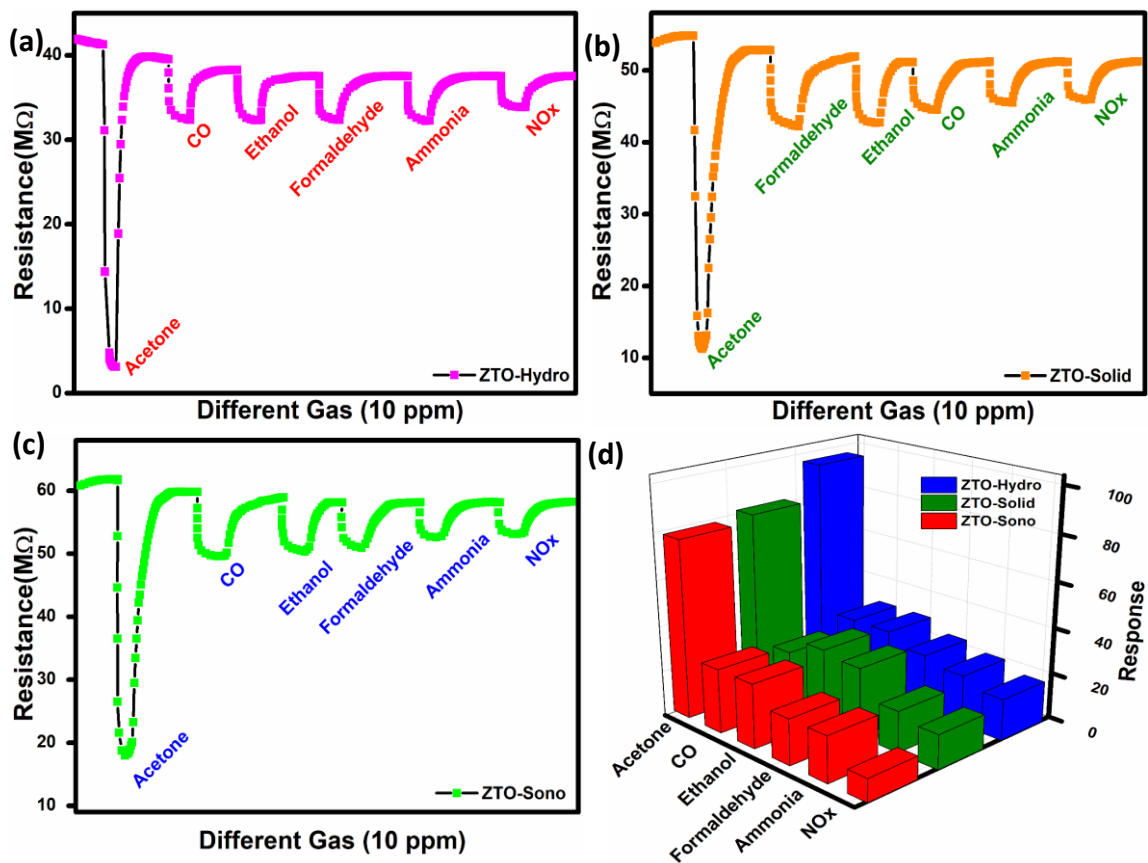 (a)
Resistance(MΩ)
40
30
20
10
0
CO
Ethanol
Formaldehyde
Ammonia
NOx
Acetone
ZTO-Hydro
Different Gas (10 ppm)
(b)
Resistance(MΩ)
50
40
30
20
10
Formaldehyde
Ethanol
CO
Ammonia
NOx
Acetone
ZTO-Solid
Different Gas (10 ppm)
(c)
Resistance(MΩ)
60
50
40
30
20
10
CO
Ethanol
Formaldehyde
Ammonia
NOx
Acetone
ZTO-Sono
Different Gas (10 ppm)
(d)
ZTO-Hydro
ZTO-Solid
ZTO-Sono
100
80
60
40
20
0
Response
Acetone
CO
Ethanol
Formaldehyde
Ammonia
NOx